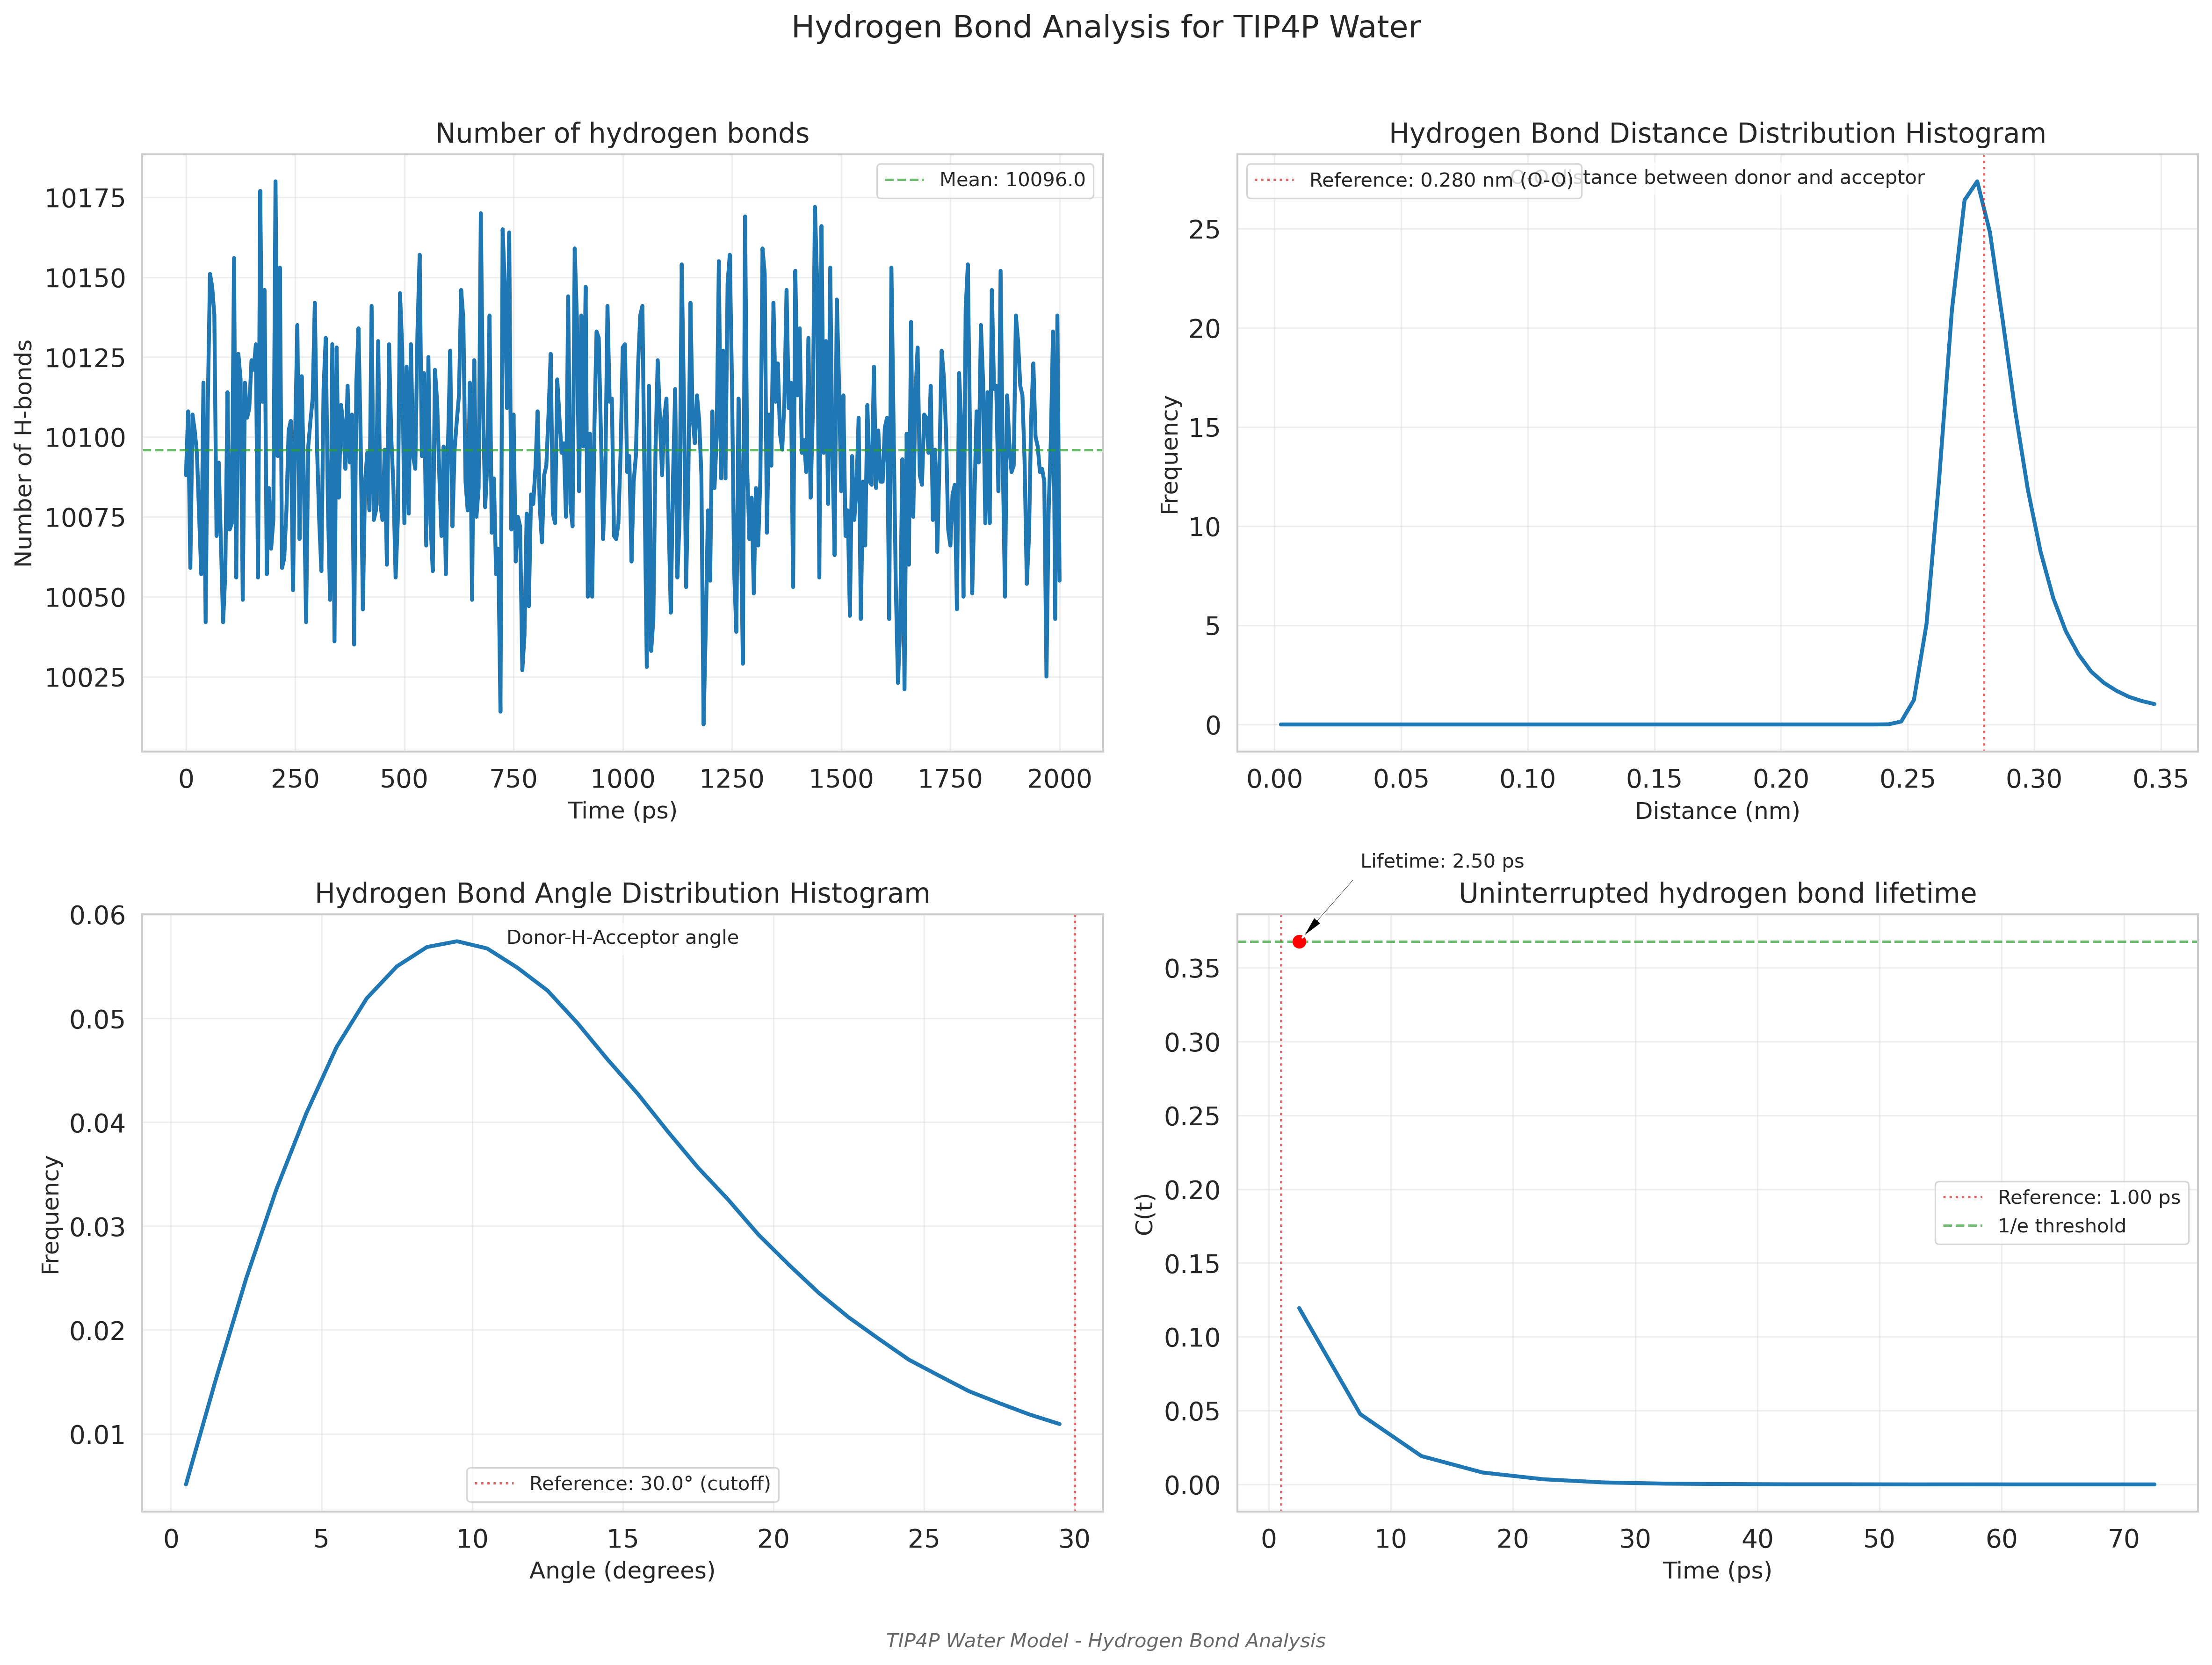 Hydrogen Bond Analysis for TIP4P Water
Number of hydrogen bonds
Mean: 10096.0
Number of H-bonds
10175
10150
10125
10100
10075
10050
10025
0 250 500 750 1000 1250 1500 1750 2000
Time (ps)
Hydrogen Bond Distance Distribution Histogram
Reference: 0.280 nm (O-O)
distance between donor and acceptor
Frequency
25
20
15
10
5
0
0.00 0.05 0.10 0.15 0.20 0.25 0.30 0.35
Distance (nm)
Hydrogen Bond Angle Distribution Histogram
Donor-H-Acceptor angle
Frequency
0.06
0.05
0.04
0.03
0.02
0.01
Reference: 30.0° (cutoff)
0 5 10 15 20 25 30
Angle (degrees)
Lifetime: 2.50 ps
Uninterrupted hydrogen bond lifetime
C(t)
0.35
0.30
0.25
0.20
0.15
0.10
0.05
0.00
Reference: 1.00 ps
1/e threshold
0 10 20 30 40 50 60 70
Time (ps)
TIP4P Water Model - Hydrogen Bond Analysis